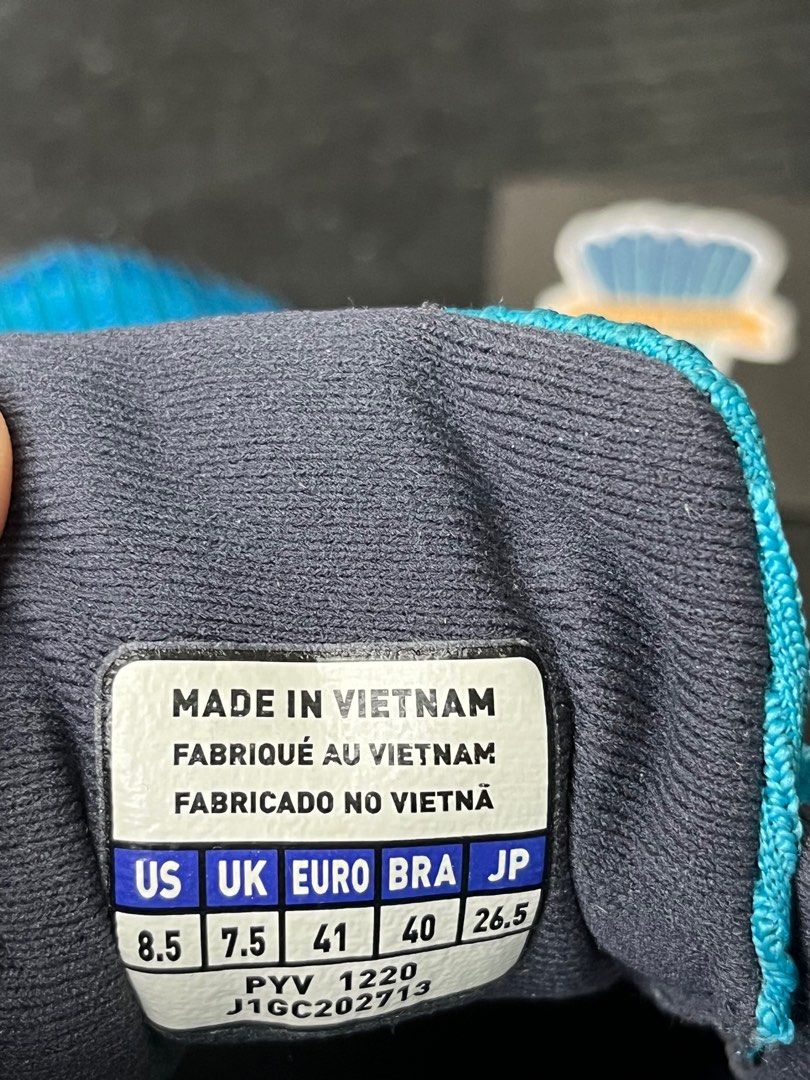 MADE IN VIETNAM
FABRIQUÉ AU VIETNAM
FABRICADO NO VIETNÃ
US UK EURO BRA JP
8.5 7.5 41 40 26.5
PYV 1220
J1GC202713